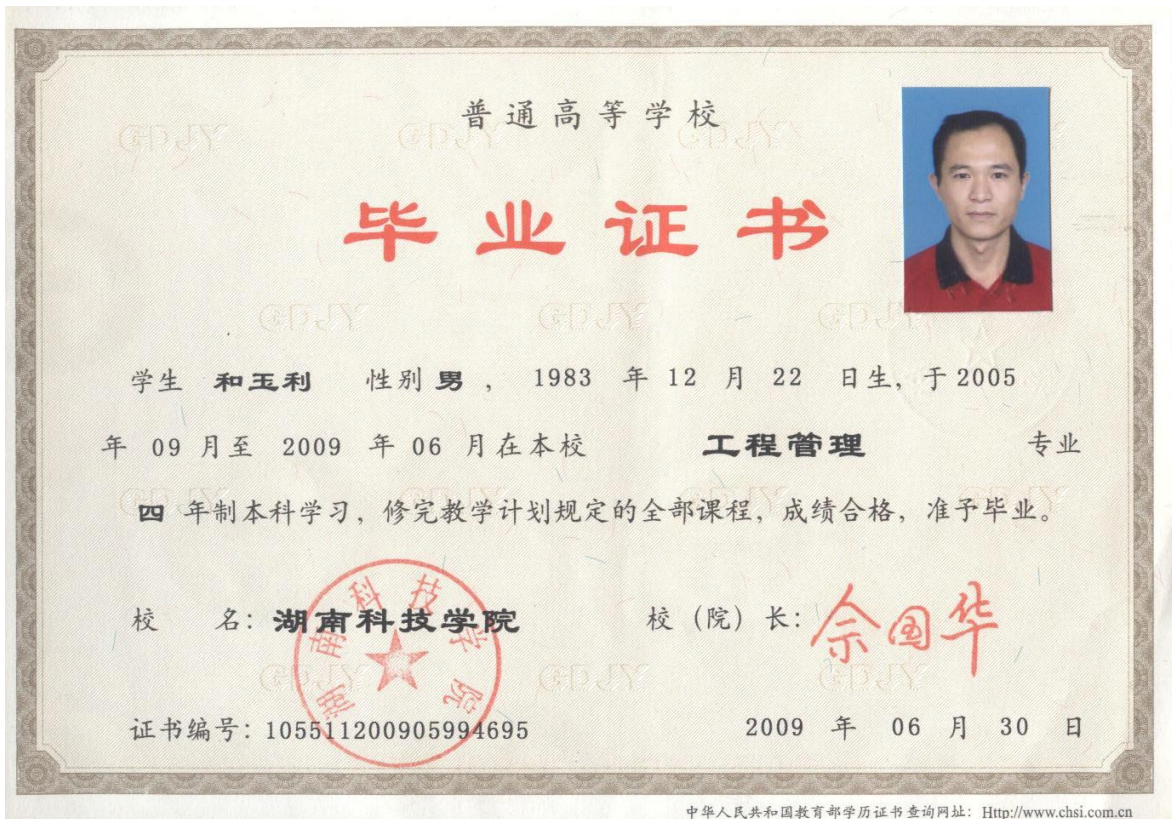 普通高等学校
毕业证书
学生 和玉利 性别 男 ， 1983 年 12 月 22 日生，于 2005
年 09 月至 2009 年 06 月在本校 工程管理 专业
四 年制本科学习，修完教学计划规定的全部课程，成绩合格，准予毕业。
校 名：湖南科技学院 校（院）长：佘国华
湖南科技学院
证书编号：105511200905994695 2009 年 06 月 30 日
中华人民共和国教育部学历证书查询网址：Http://www.chsi.com.cn